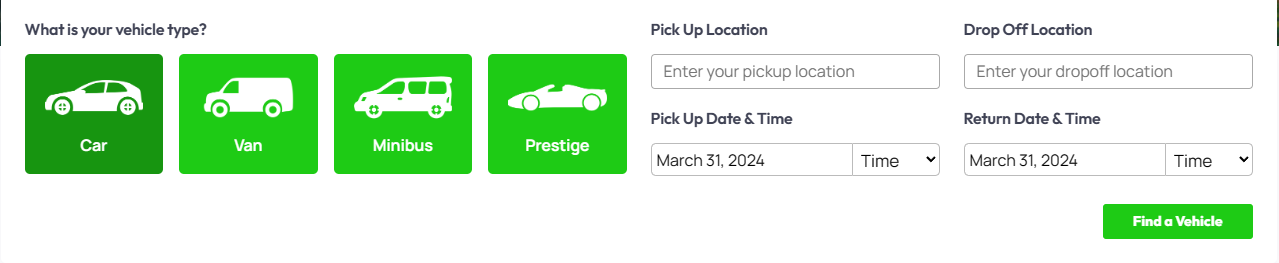 What is your vehicle type?
Car
Van
Minibus
Prestige
Pick Up Location
Enter your pickup location
Drop Off Location
Enter your dropoff location
Pick Up Date & Time
March 31, 2024 Time
Return Date & Time
March 31, 2024 Time
Find a Vehicle